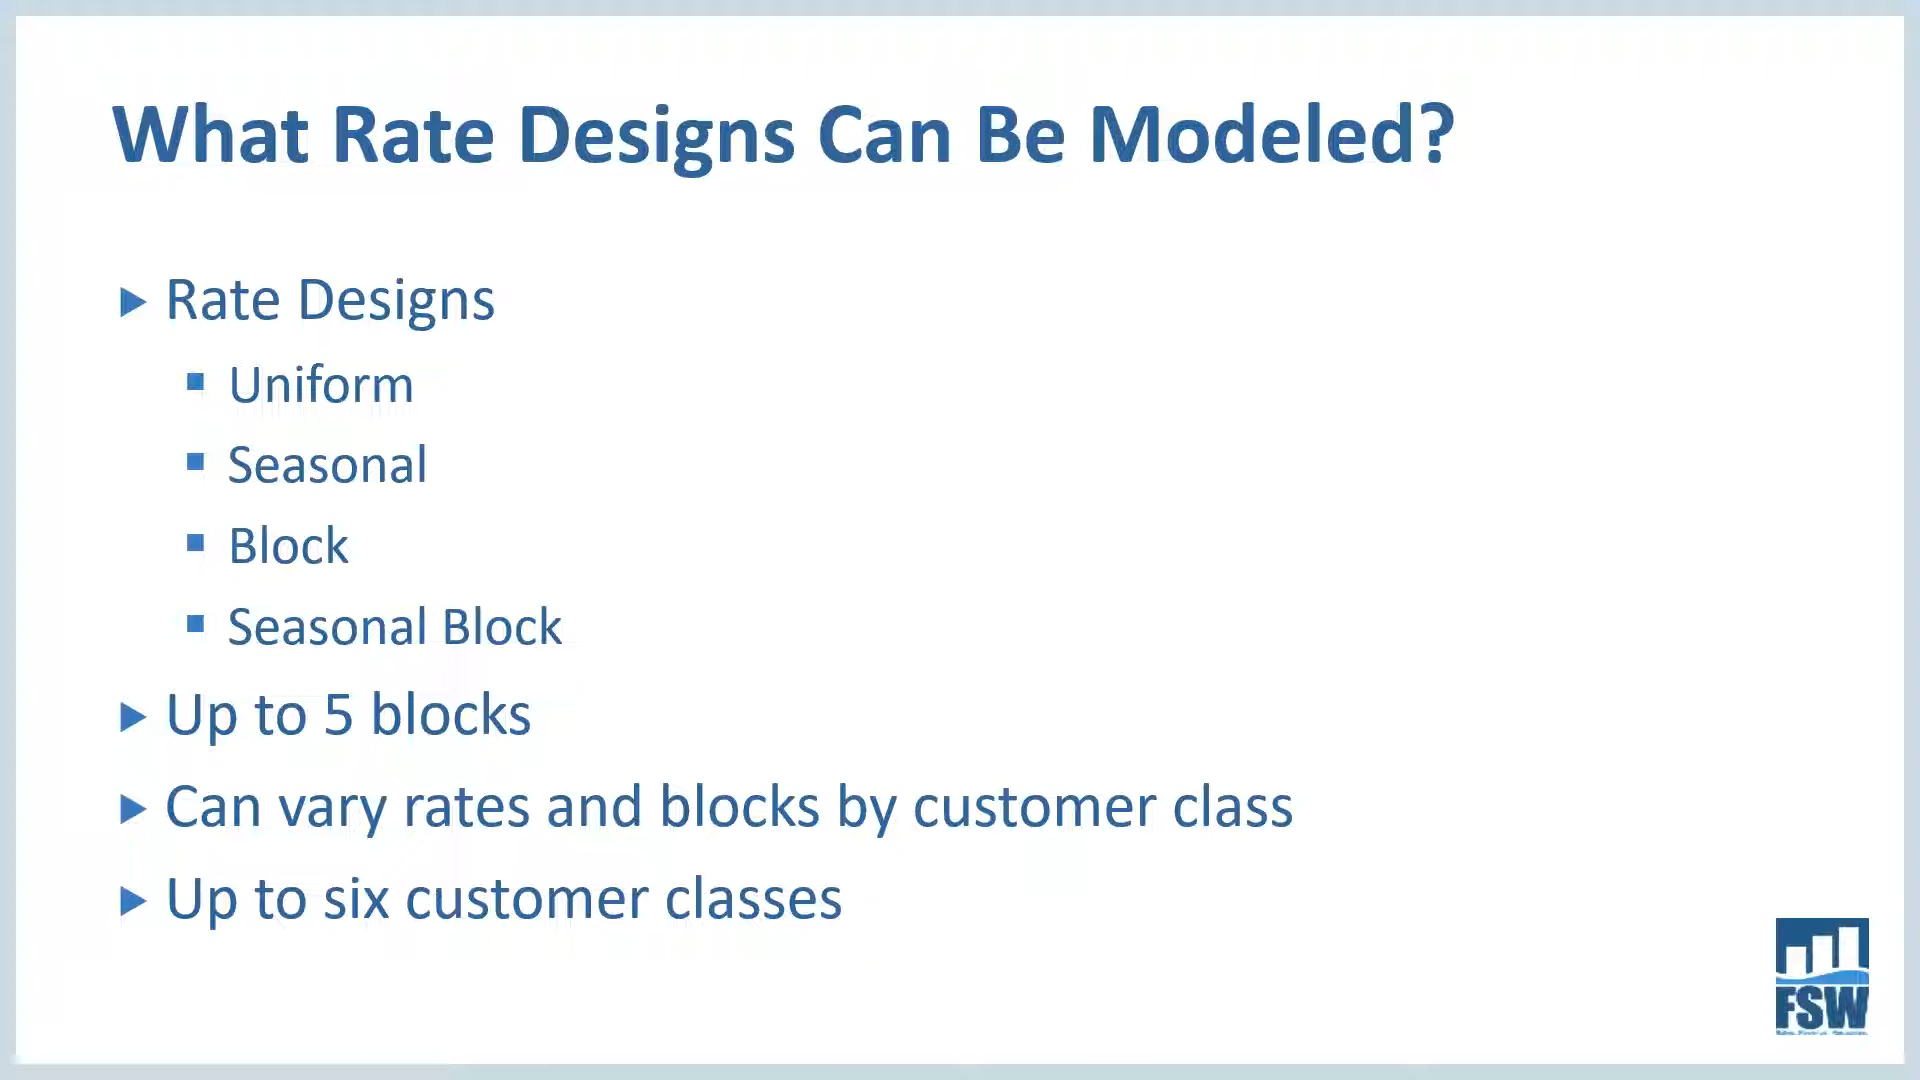 What Rate Designs Can Be Modeled?
Rate Designs
Uniform
Seasonal
Block
Seasonal Block
Up to 5 blocks
Can vary rates and blocks by customer class
Up to six customer classes
FSW